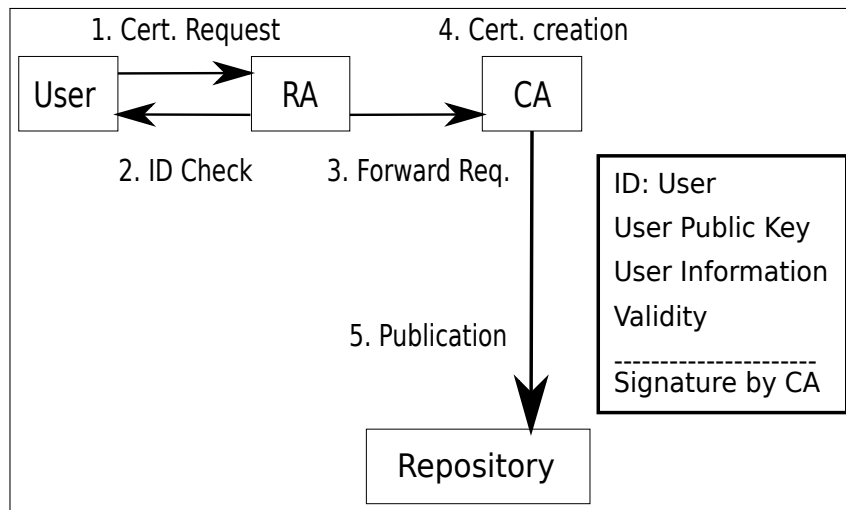 1. Cert. Request
4. Cert. creation
User
RA
CA
2. ID Check
3. Forward Req.
ID: User
User Public Key
User Information
Validity
----------------------
Signature by CA
5. Publication
Repository